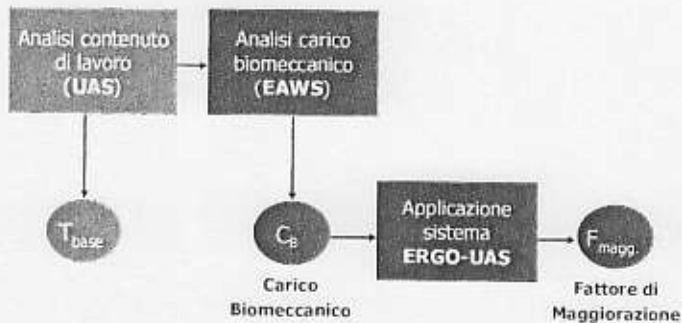 Analisi contenuto
di lavoro
(UAS)
Analisi carico
biomeccanico
(EAWS)
T base
C B
Carico
Biomeccanico
Applicazione
sistema
ERGO-UAS
F magg.
Fattore di
Maggiorazione